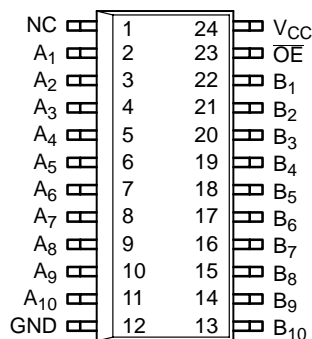 NC 1 24 V_CC
A₁ 2 23 O̅E̅
A₂ 3 22 B₁
A₃ 4 21 B₂
A₄ 5 20 B₃
A₅ 6 19 B₄
A₆ 7 18 B₅
A₇ 8 17 B₆
A₈ 9 16 B₇
A₉ 10 15 B₈
A₁₀ 11 14 B₉
GND 12 13 B₁₀